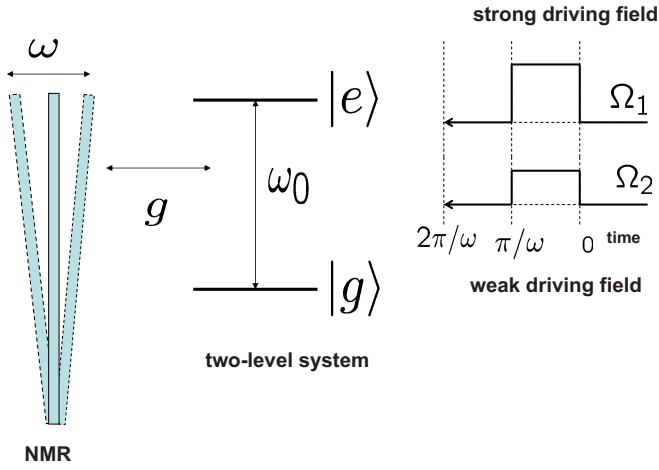 strong driving field
ω
|e⟩
Ω₁
g
ω₀
Ω₂
2π/ω π/ω 0 time
|g⟩
weak driving field
two-level system
NMR